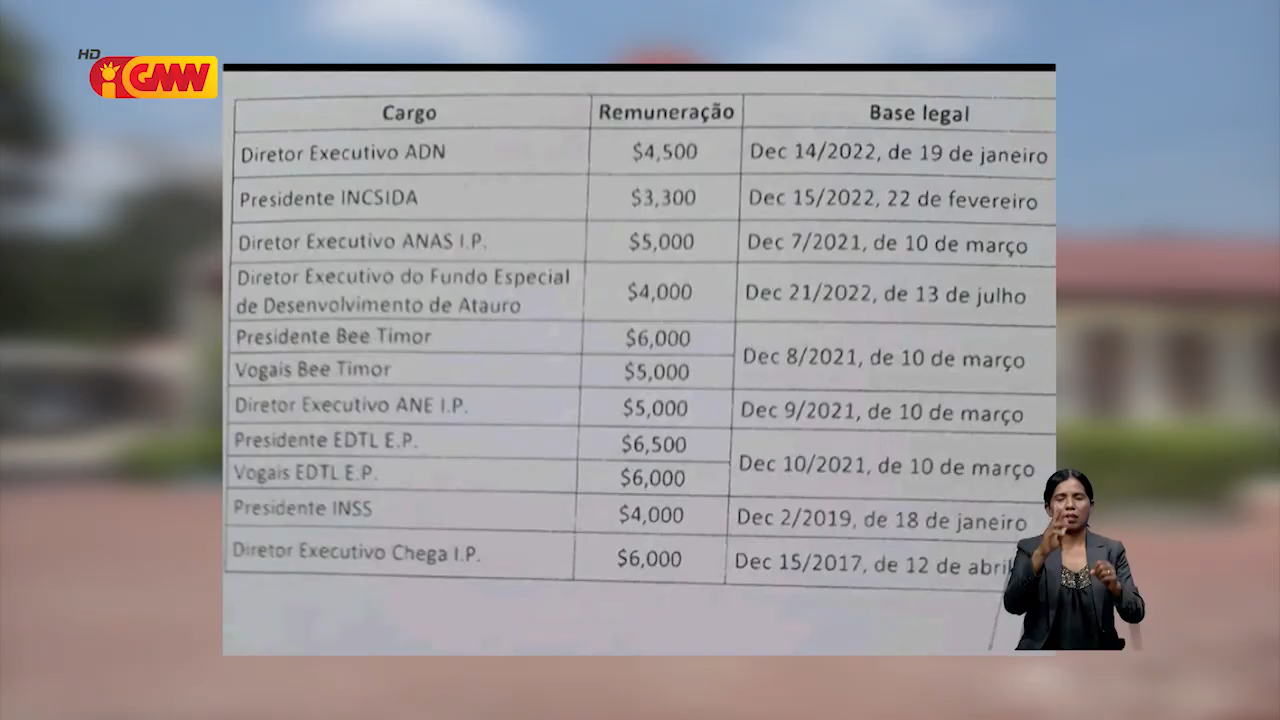 HD
GMN
Cargo Remuneração Base legal
Diretor Executivo ADN $4,500 Dec 14/2022, de 19 de janeiro
Presidente INCSIDA $3,300 Dec 15/2022, 22 de fevereiro
Diretor Executivo ANAS I.P. $5,000 Dec 7/2021, de 10 de março
Diretor Executivo do Fundo Especial
de Desenvolvimento de Atauro $4,000 Dec 21/2022, de 13 de julho
Presidente Bee Timor $6,000
Dec 8/2021, de 10 de março
Vogais Bee Timor $5,000
Diretor Executivo ANE I.P. $5,000 Dec 9/2021, de 10 de março
Presidente EDTL E.P. $6,500
Dec 10/2021, de 10 de março
Vogais EDTL E.P. $6,000
Presidente INSS $4,000 Dec 2/2019, de 18 de janeiro
Diretor Executivo Chega I.P. $6,000 Dec 15/2017, de 12 de abril